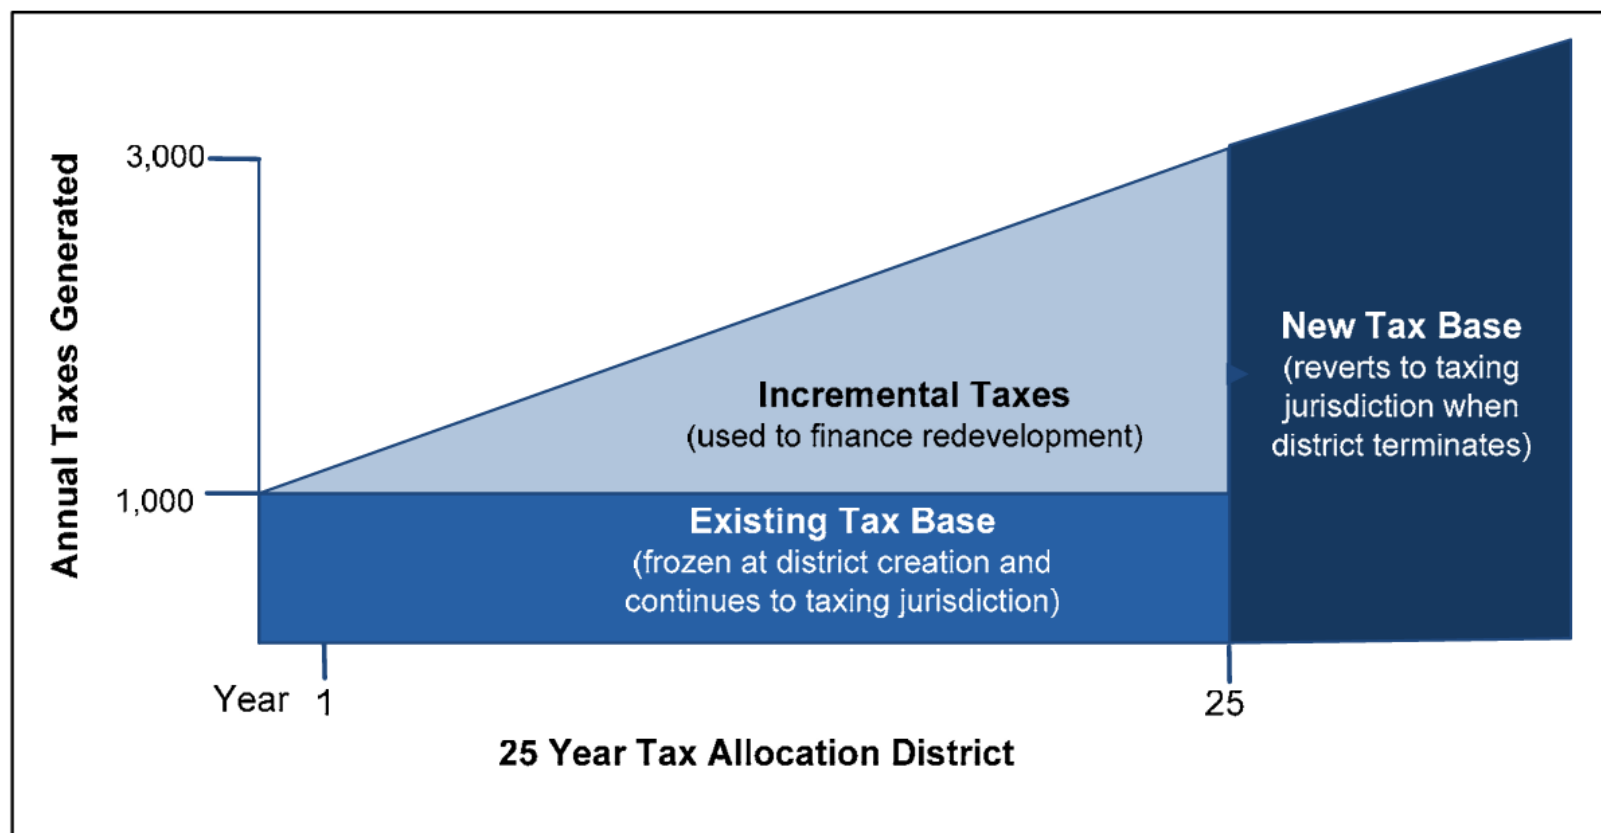 Annual Taxes Generated
3,000
1,000
Incremental Taxes
(used to finance redevelopment)
Existing Tax Base
(frozen at district creation and
continues to taxing jurisdiction)
New Tax Base
(reverts to taxing
jurisdiction when
district terminates)
Year 1
25
25 Year Tax Allocation District